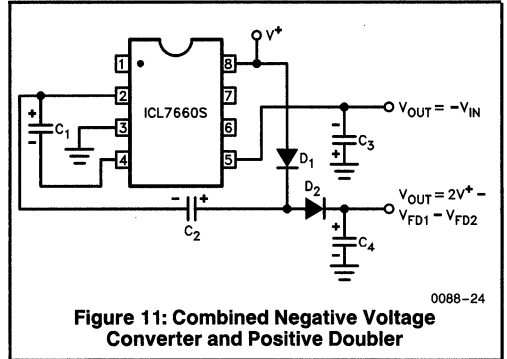 V+
1
8
2
7
ICL7660S
3
6
4
5
+
C1
-
VOUT = -VIN
-
C3
+
D1
D2
- +
C2
VOUT = 2V+ -
VFD1 - VFD2
+
C4
-
0088-24
Figure 11: Combined Negative Voltage
Converter and Positive Doubler